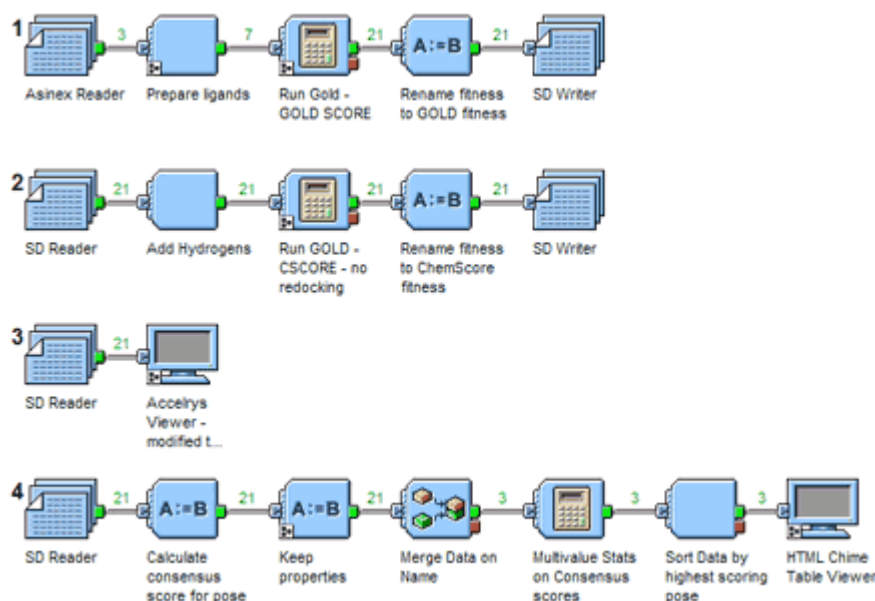 1
3
7
21
21
Asinex Reader
Prepare ligands
Run Gold -
GOLD SCORE
A:=B
Rename fitness
to GOLD fitness
SD Writer
2
21
21
21
21
SD Reader
Add Hydrogens
Run GOLD -
CSCORE - no
redocking
A:=B
Rename fitness
to ChemScore
fitness
SD Writer
3
21
SD Reader
Accelrys
Viewer -
modified t...
4
21
21
21
3
3
3
SD Reader
A:=B
Calculate
consensus
score for pose
A:=B
Keep
properties
Merge Data on
Name
Multivalue Stats
on Consensus
scores
Sort Data by
highest scoring
pose
HTML Chime
Table Viewer